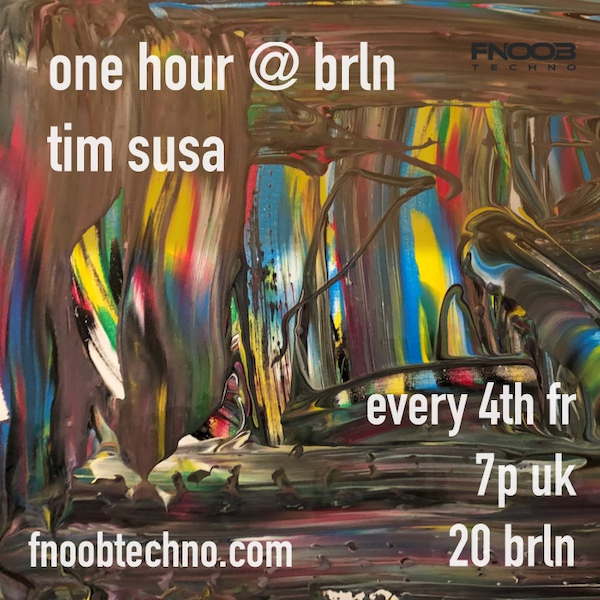 one hour @ brln
FNOOB
TECHNO
tim susa
every 4th fr
7p uk
20 brln
fnoobtechno.com